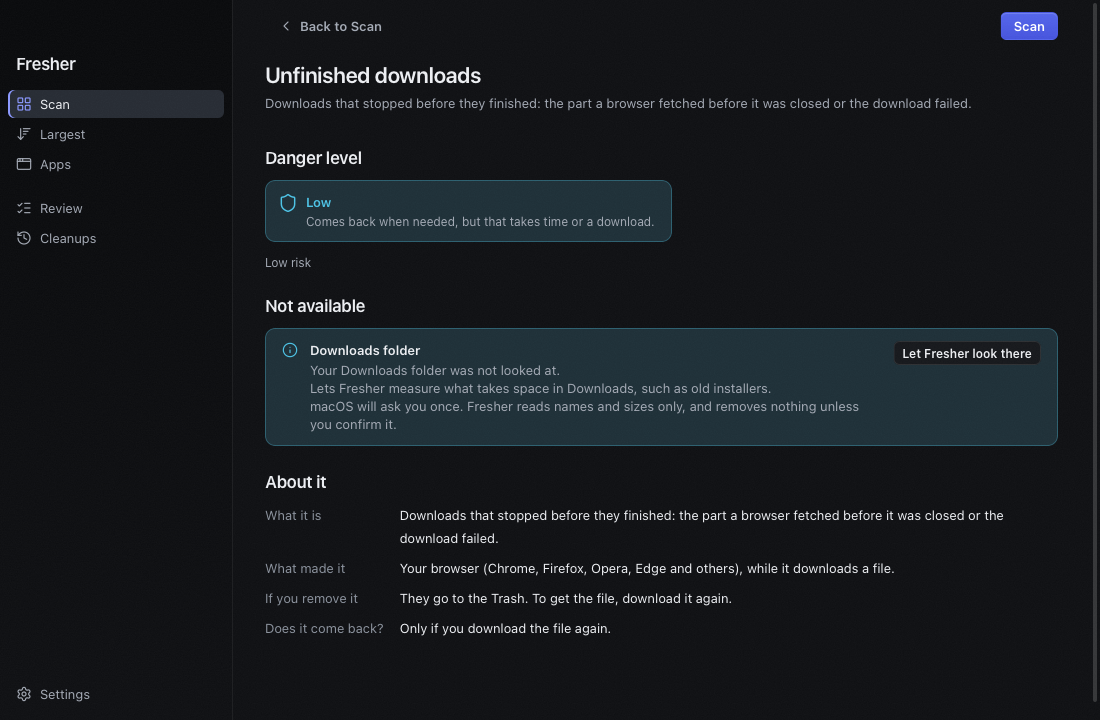 Back to Scan
Scan
Fresher
Scan
Largest
Apps
Review
Cleanups
Settings
Unfinished downloads
Downloads that stopped before they finished: the part a browser fetched before it was closed or the download failed.
Danger level
Low
Comes back when needed, but that takes time or a download.
Low risk
Not available
Downloads folder
Let Fresher look there
Your Downloads folder was not looked at.
Lets Fresher measure what takes space in Downloads, such as old installers.
macOS will ask you once. Fresher reads names and sizes only, and removes nothing unless
you confirm it.
About it
What it is
Downloads that stopped before they finished: the part a browser fetched before it was closed or the
download failed.
What made it
Your browser (Chrome, Firefox, Opera, Edge and others), while it downloads a file.
If you remove it
They go to the Trash. To get the file, download it again.
Does it come back?
Only if you download the file again.